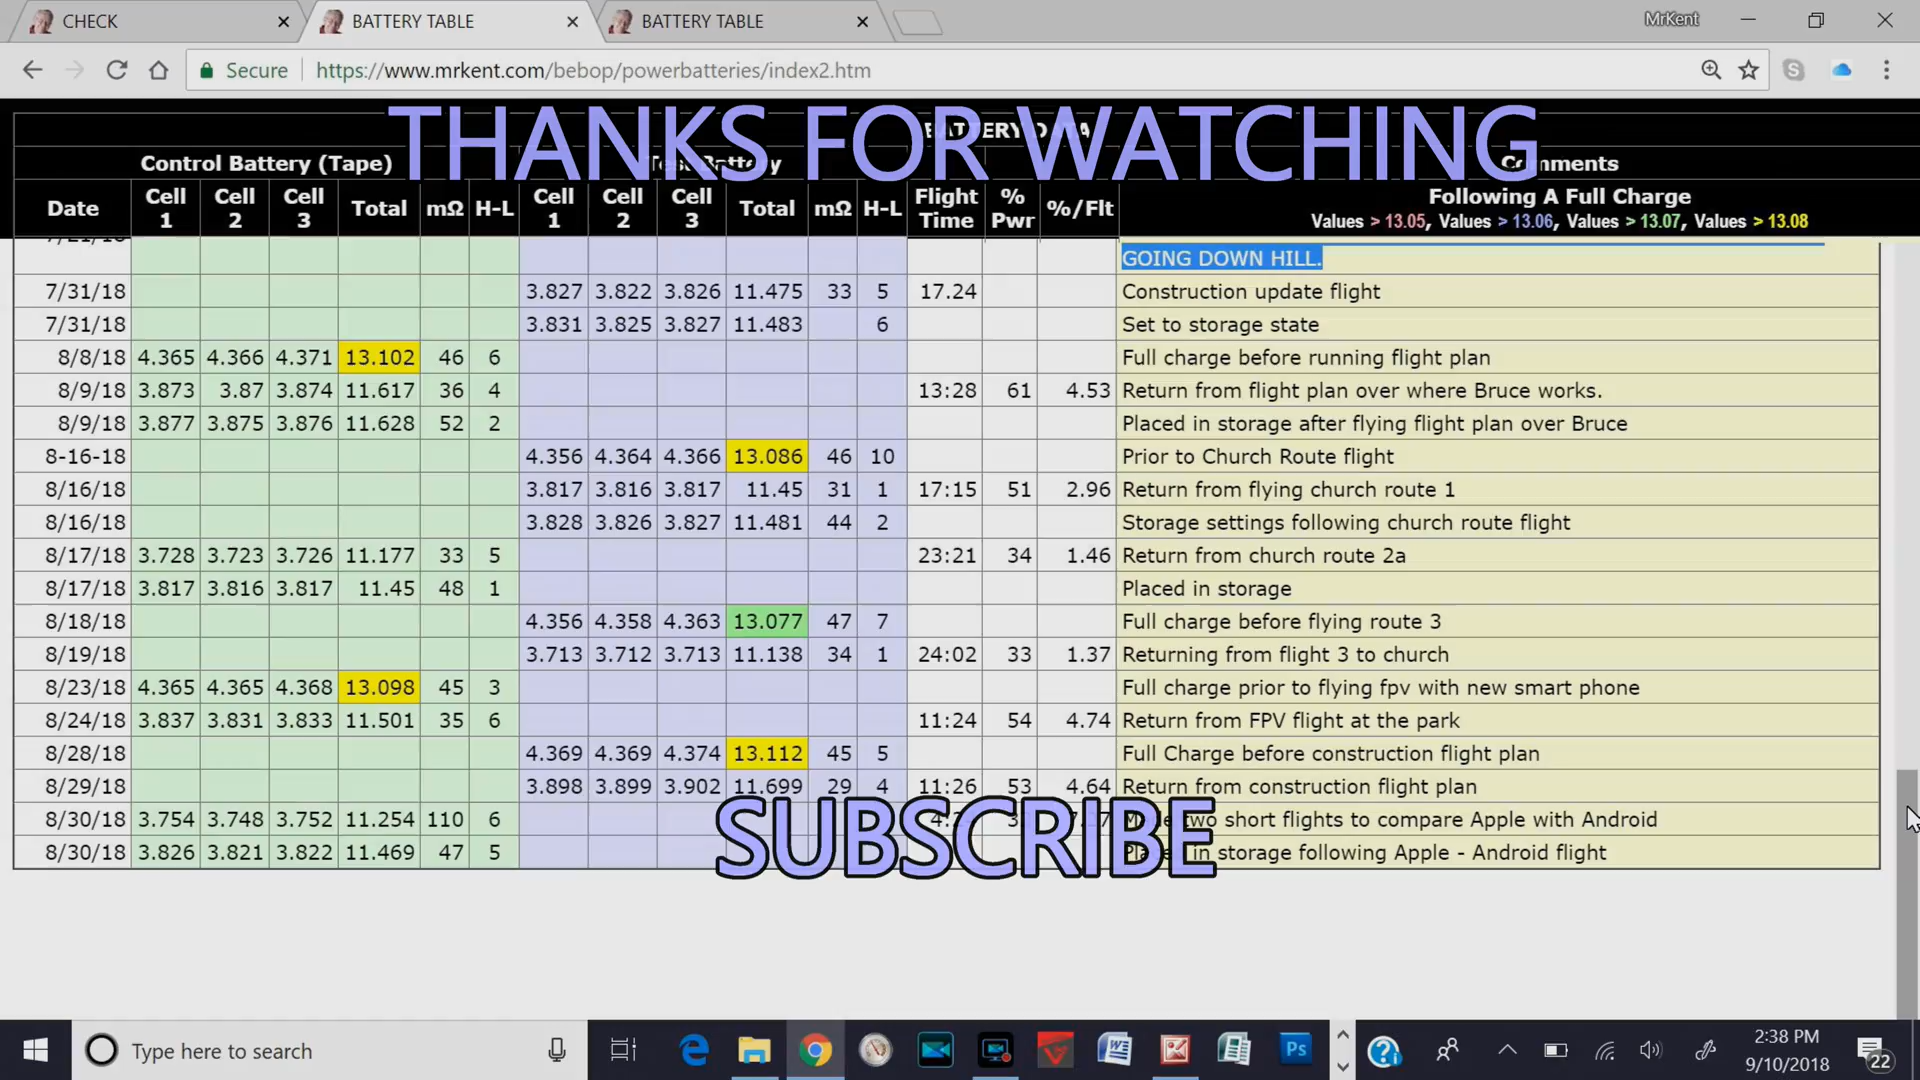 CHECK BATTERY TABLE BATTERY TABLE MrKent
Secure https://www.mrkent.com/bebop/powerbatteries/index2.htm
THANKS FOR WATCHING
Control Battery (Tape) Comments
Date Cell 1 Cell 2 Cell 3 Total mΩ H-L Cell 1 Cell 2 Cell 3 Total mΩ H-L Flight Time % Pwr %/Flt Following A Full Charge
Values > 13.05, Values > 13.06, Values > 13.07, Values > 13.08
GOING DOWN HILL.
7/31/18 3.827 3.822 3.826 11.475 33 5 17.24 Construction update flight
7/31/18 3.831 3.825 3.827 11.483 6 Set to storage state
8/8/18 4.365 4.366 4.371 13.102 46 6 Full charge before running flight plan
8/9/18 3.873 3.87 3.874 11.617 36 4 13:28 61 4.53 Return from flight plan over where Bruce works.
8/9/18 3.877 3.875 3.876 11.628 52 2 Placed in storage after flying flight plan over Bruce
8-16-18 4.356 4.364 4.366 13.086 46 10 Prior to Church Route flight
8/16/18 3.817 3.816 3.817 11.45 31 1 17:15 51 2.96 Return from flying church route 1
8/16/18 3.828 3.826 3.827 11.481 44 2 Storage settings following church route flight
8/17/18 3.728 3.723 3.726 11.177 33 5 23:21 34 1.46 Return from church route 2a
8/17/18 3.817 3.816 3.817 11.45 48 1 Placed in storage
8/18/18 4.356 4.358 4.363 13.077 47 7 Full charge before flying route 3
8/19/18 3.713 3.712 3.713 11.138 34 1 24:02 33 1.37 Returning from flight 3 to church
8/23/18 4.365 4.365 4.368 13.098 45 3 Full charge prior to flying fpv with new smart phone
8/24/18 3.837 3.831 3.833 11.501 35 6 11:24 54 4.74 Return from FPV flight at the park
8/28/18 4.369 4.369 4.374 13.112 45 5 Full Charge before construction flight plan
8/29/18 3.898 3.899 3.902 11.699 29 4 11:26 53 4.64 Return from construction flight plan
8/30/18 3.754 3.748 3.752 11.254 110 6 two short flights to compare Apple with Android
8/30/18 3.826 3.821 3.822 11.469 47 5 in storage following Apple - Android flight
SUBSCRIBE
Type here to search Ps 2:38 PM
9/10/2018 22